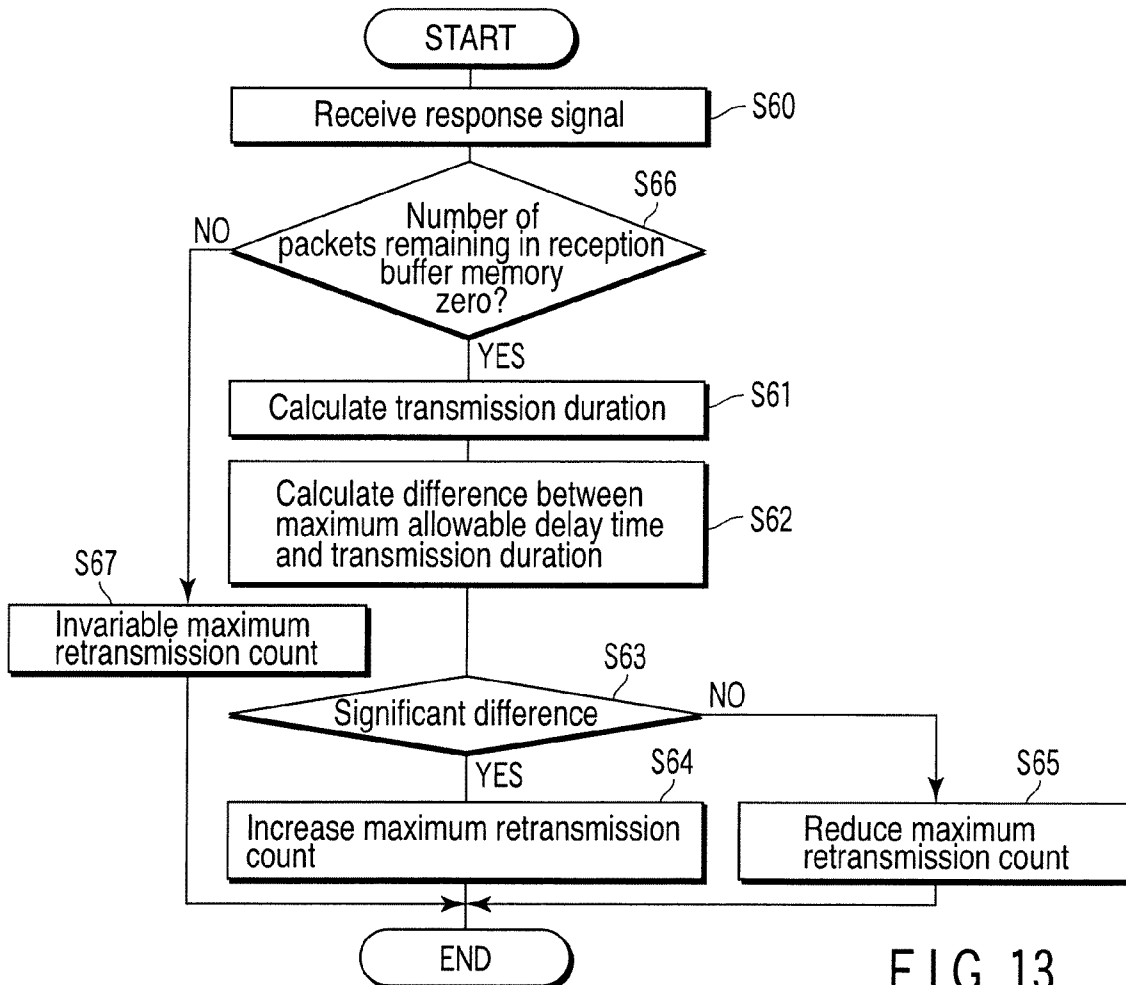 START
Receive response signal
S60
S66
Number of
packets remaining in reception
buffer memory
zero?
NO
YES
Calculate transmission duration
S61
Calculate difference between
maximum allowable delay time
and transmission duration
S62
S67
Invariable maximum
retransmission count
S63
Significant difference
NO
YES
S64
Increase maximum retransmission
count
S65
Reduce maximum
retransmission count
END
FIG. 13